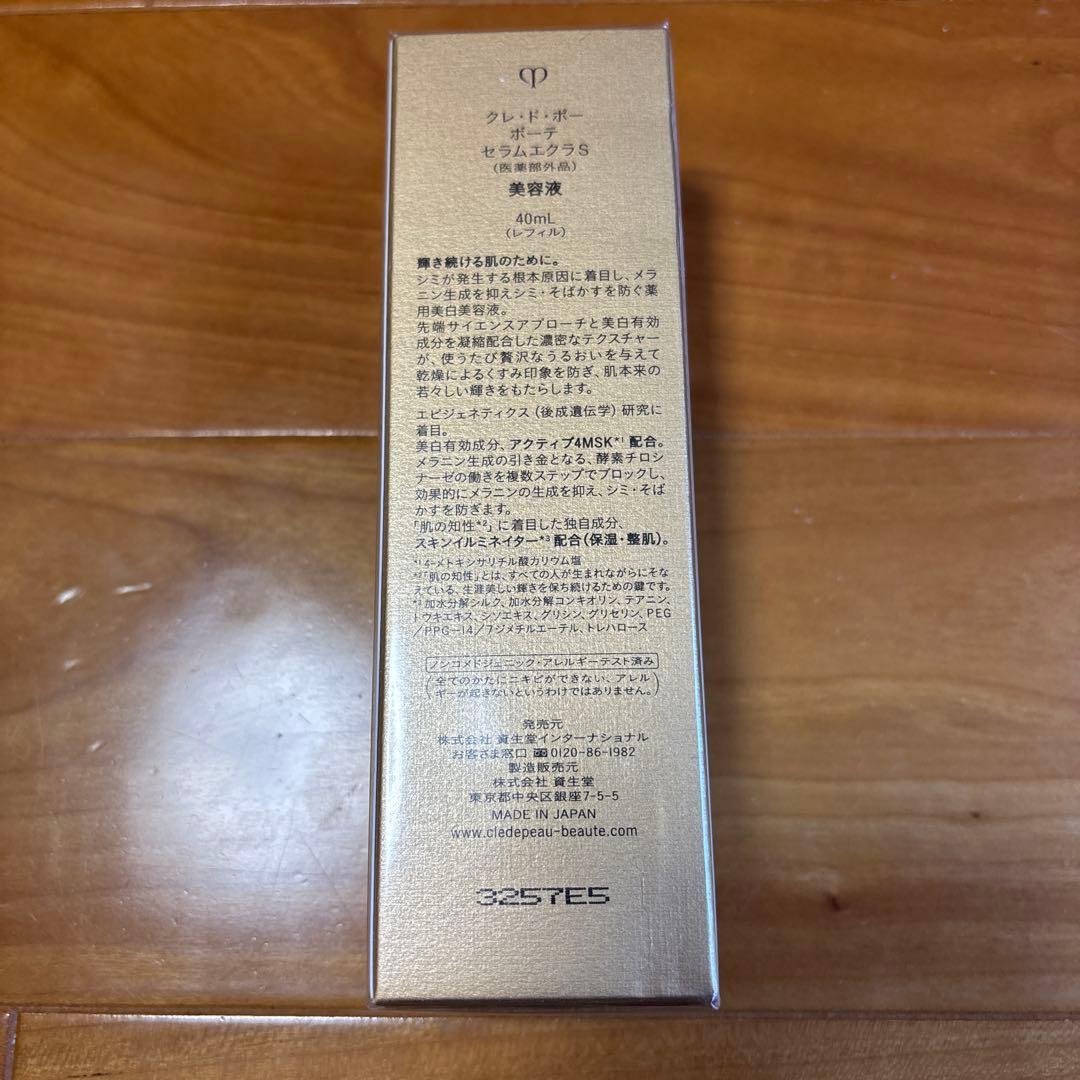 クレ・ド・ポー
ボーテ
セラムエクラS
(医薬部外品)
美容液
40mL
(レフィル)
輝き続ける肌のために。
シミが発生する根本原因に着目し、メラ
ニン生成を抑えシミ・そばかすを防ぐ薬
用美白美容液。
先端サイエンスアプローチと美白有効
成分を凝縮配合した濃密なテクスチャー
が、使うたび贅沢なうるおいを与えて
乾燥によるくすみ印象を防ぎ、肌本来の
若々しい輝きをもたらします。
エピジェネティクス(後成遺伝学)研究に
着目。
美白有効成分、アクティブ4MSK*1 配合。
メラニン生成の引き金となる、酵素チロシ
ナーゼの働きを複数ステップでブロックし、
効果的にメラニンの生成を抑え、シミ・そば
かすを防ぎます。
「肌の知性*2」に着目した独自成分、
スキンイルミネイター*3 配合(保湿・整肌)。
*1 4-メトキシサリチル酸カリウム塩
*2「肌の知性」とは、すべての人が生まれながらにそな
えている、生涯美しい輝きを保ち続けるための鍵です。
*3 加水分解シルク、加水分解コンキオリン、テアニン、
トウキエキス、シソエキス、グリシン、グリセリン、PEG
/PPG-14/7ジメチルエーテル、トレハロース
ノンコメドジェニック・アレルギーテスト済み
(全てのかたにニキビができない、アレル
ギーが起きないというわけではありません。)
発売元
株式会社 資生堂インターナショナル
お客さま窓口 0120-86-1982
製造販売元
株式会社 資生堂
東京都中央区銀座7-5-5
MADE IN JAPAN
www.cledepeau-beaute.com
3257E5